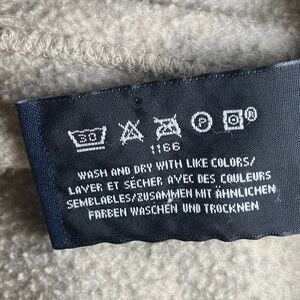 30
P
1166
WASH AND DRY WITH LIKE COLORS/
LAVER ET SÉCHER AVEC DES COULEURS
SEMBLABLES/ZUSAMMEN MIT ÄHNLICHEN
FARBEN WASCHEN UND TROCKNEN